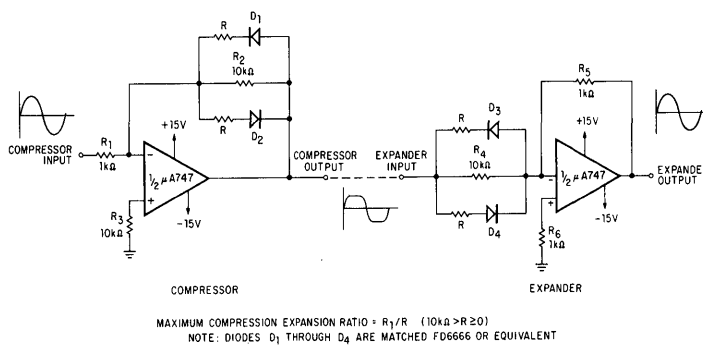 R D1
R2
10kΩ
R
D2
+15V
COMPRESSOR
INPUT
R1
1kΩ
-
1/2 μA747
+
R3
10kΩ
-15V
COMPRESSOR
OUTPUT
EXPANDER
INPUT
R D3
R4
10kΩ
R
D4
R5
1kΩ
+15V
-
1/2 μA747
+
R6
1kΩ
-15V
EXPANDE
OUTPUT
COMPRESSOR
EXPANDER
MAXIMUM COMPRESSION EXPANSION RATIO = R1/R (10kΩ > R ≥ 0)
NOTE: DIODES D1 THROUGH D4 ARE MATCHED FD6666 OR EQUIVALENT